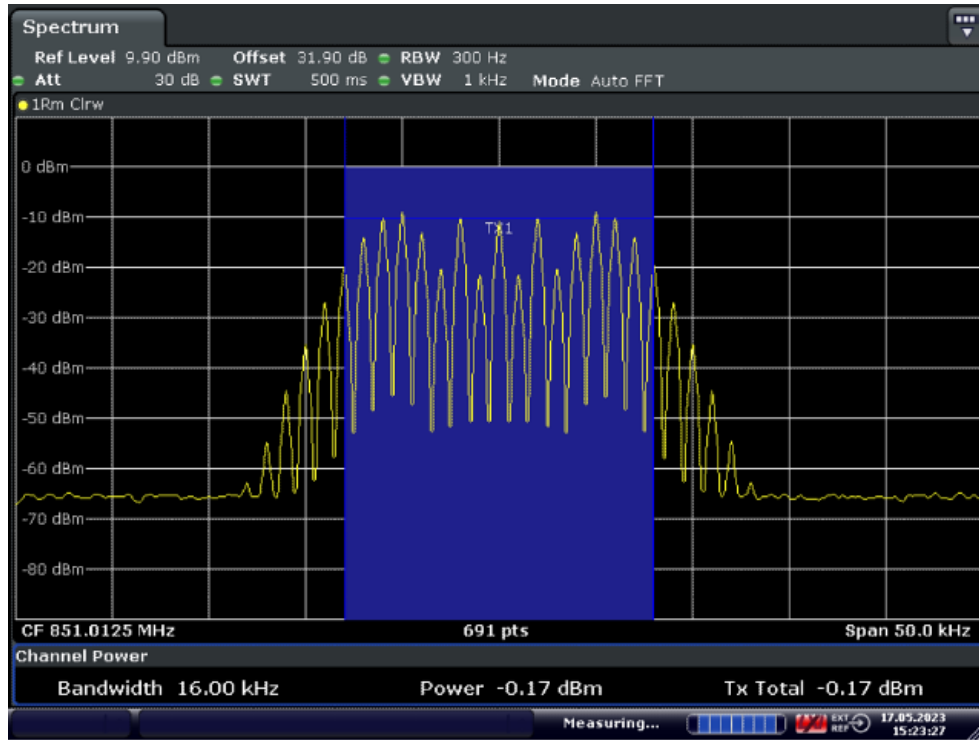 Spectrum
Ref Level 9.90 dBm Offset 31.90 dB RBW 300 Hz
Att 30 dB SWT 500 ms VBW 1 kHz Mode Auto FFT
1Rm Clrw
0 dBm
-10 dBm
TX1
-20 dBm
-30 dBm
-40 dBm
-50 dBm
-60 dBm
-70 dBm
-80 dBm
CF 851.0125 MHz 691 pts Span 50.0 kHz
Channel Power
Bandwidth 16.00 kHz Power -0.17 dBm Tx Total -0.17 dBm
Measuring... EXT REF 17.05.2023
15:23:27